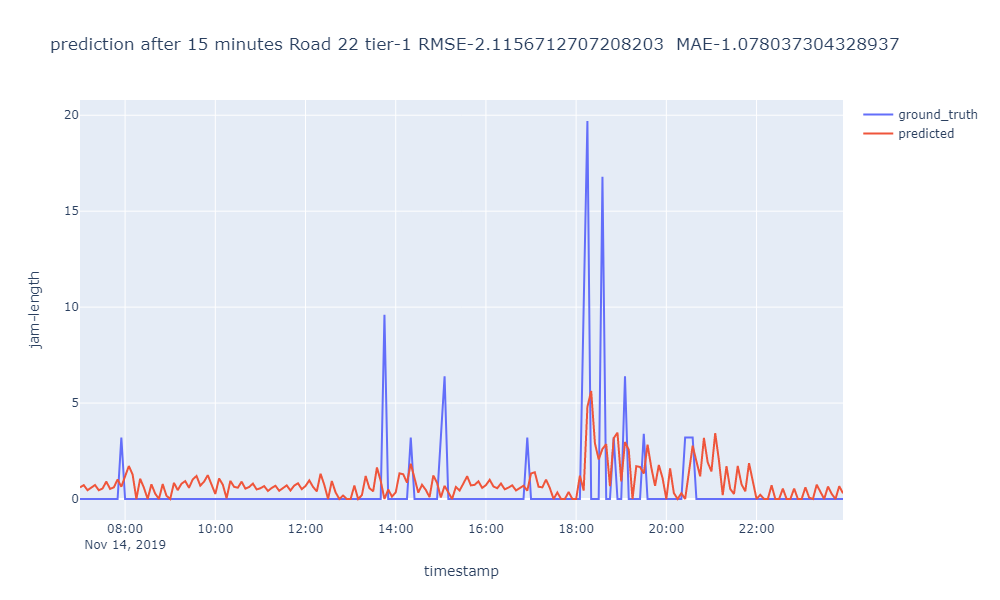 prediction after 15 minutes Road 22 tier-1 RMSE-2.1156712707208203  MAE-1.078037304328937
ground_truth
predicted
20
15
10
5
0
jam-length
08:00 10:00 12:00 14:00 16:00 18:00 20:00 22:00
Nov 14, 2019
timestamp